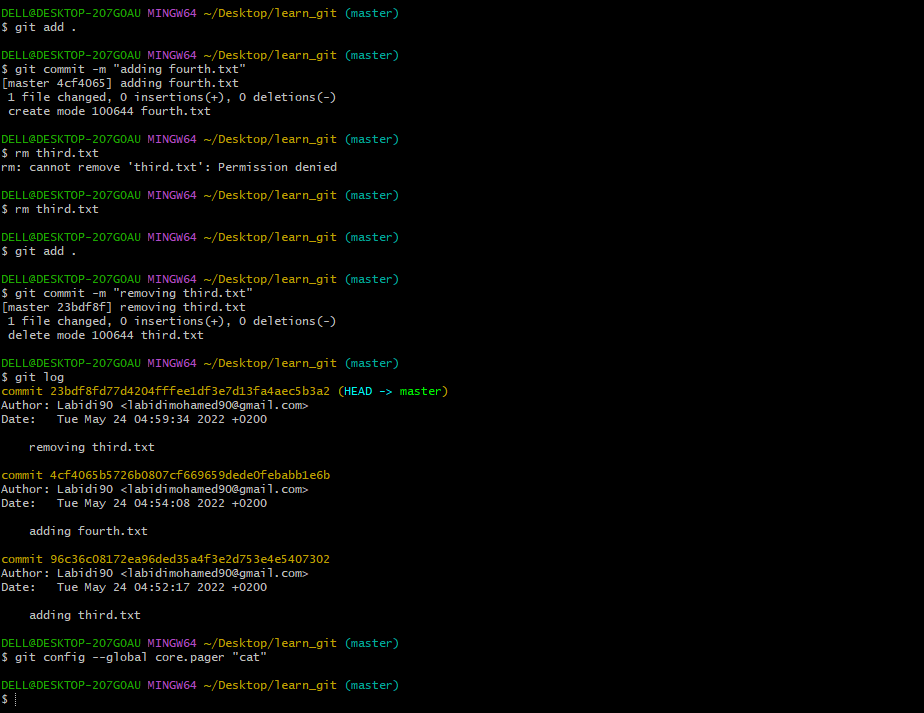 DELL@DESKTOP-2O7GOAU MINGW64 ~/Desktop/learn_git (master)
$ git add .
DELL@DESKTOP-2O7GOAU MINGW64 ~/Desktop/learn_git (master)
$ git commit -m "adding fourth.txt"
[master 4cf4065] adding fourth.txt
 1 file changed, 0 insertions(+), 0 deletions(-)
 create mode 100644 fourth.txt
DELL@DESKTOP-2O7GOAU MINGW64 ~/Desktop/learn_git (master)
$ rm third.txt
rm: cannot remove 'third.txt': Permission denied
DELL@DESKTOP-2O7GOAU MINGW64 ~/Desktop/learn_git (master)
$ rm third.txt
DELL@DESKTOP-2O7GOAU MINGW64 ~/Desktop/learn_git (master)
$ git add .
DELL@DESKTOP-2O7GOAU MINGW64 ~/Desktop/learn_git (master)
$ git commit -m "removing third.txt"
[master 23bdf8f] removing third.txt
 1 file changed, 0 insertions(+), 0 deletions(-)
 delete mode 100644 third.txt
DELL@DESKTOP-2O7GOAU MINGW64 ~/Desktop/learn_git (master)
$ git log
commit 23bdf8fd77d4204fffee1df3e7d13fa4aec5b3a2 (HEAD -> master)
Author: Labidi90 <labidimohamed90@gmail.com>
Date:   Tue May 24 04:59:34 2022 +0200
    removing third.txt
commit 4cf4065b5726b0807cf669659dede0febabb1e6b
Author: Labidi90 <labidimohamed90@gmail.com>
Date:   Tue May 24 04:54:08 2022 +0200
    adding fourth.txt
commit 96c36c08172ea96ded35a4f3e2d753e4e5407302
Author: Labidi90 <labidimohamed90@gmail.com>
Date:   Tue May 24 04:52:17 2022 +0200
    adding third.txt
DELL@DESKTOP-2O7GOAU MINGW64 ~/Desktop/learn_git (master)
$ git config --global core.pager "cat"
DELL@DESKTOP-2O7GOAU MINGW64 ~/Desktop/learn_git (master)
$